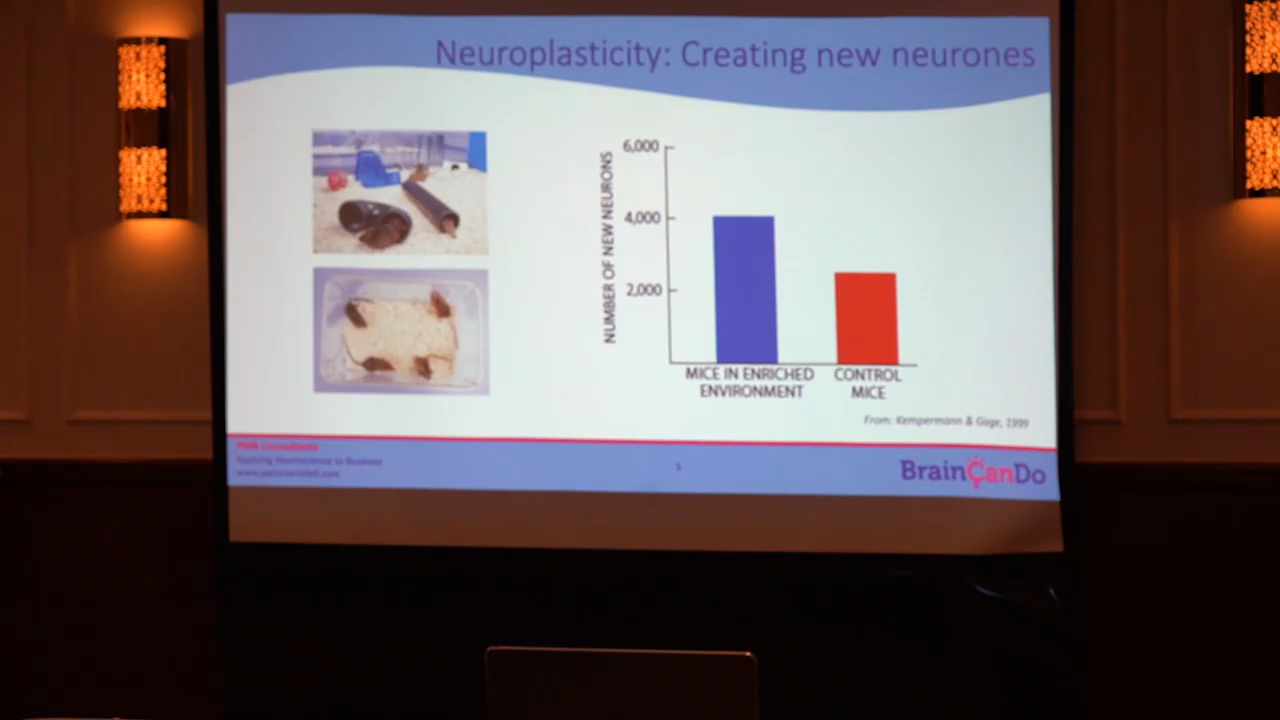 Neuroplasticity: Creating new neurones
NUMBER OF NEW NEURONS
6,000
4,000
2,000
MICE IN ENRICHED
ENVIRONMENT
CONTROL
MICE
From: Kempermann & Gage, 1999
Applying Neuroscience to Business
5
BrainCanDo